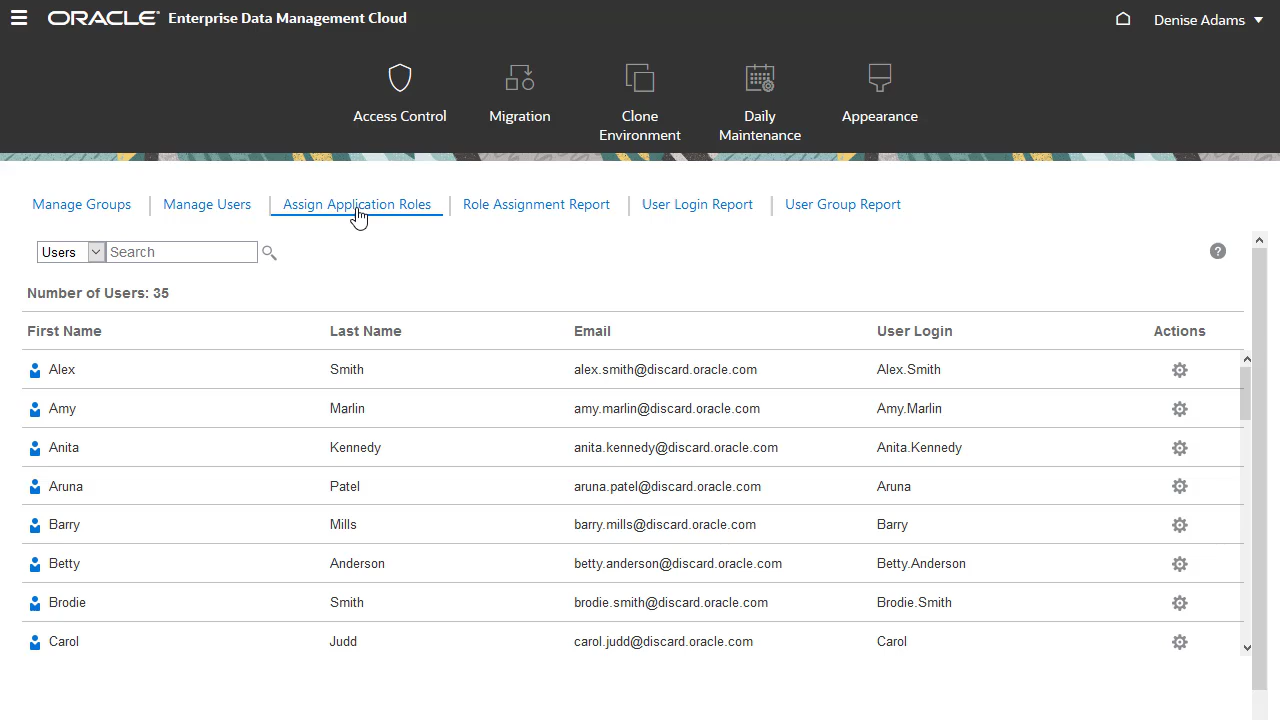 ORACLE® Enterprise Data Management Cloud
Denise Adams
Access Control
Migration
Clone
Environment
Daily
Maintenance
Appearance
Manage Groups
Manage Users
Assign Application Roles
Role Assignment Report
User Login Report
User Group Report
Users
Search
?
Number of Users: 35
First Name Last Name Email User Login Actions
Alex Smith alex.smith@discard.oracle.com Alex.Smith
Amy Marlin amy.marlin@discard.oracle.com Amy.Marlin
Anita Kennedy anita.kennedy@discard.oracle.com Anita.Kennedy
Aruna Patel aruna.patel@discard.oracle.com Aruna
Barry Mills barry.mills@discard.oracle.com Barry
Betty Anderson betty.anderson@discard.oracle.com Betty.Anderson
Brodie Smith brodie.smith@discard.oracle.com Brodie.Smith
Carol Judd carol.judd@discard.oracle.com Carol